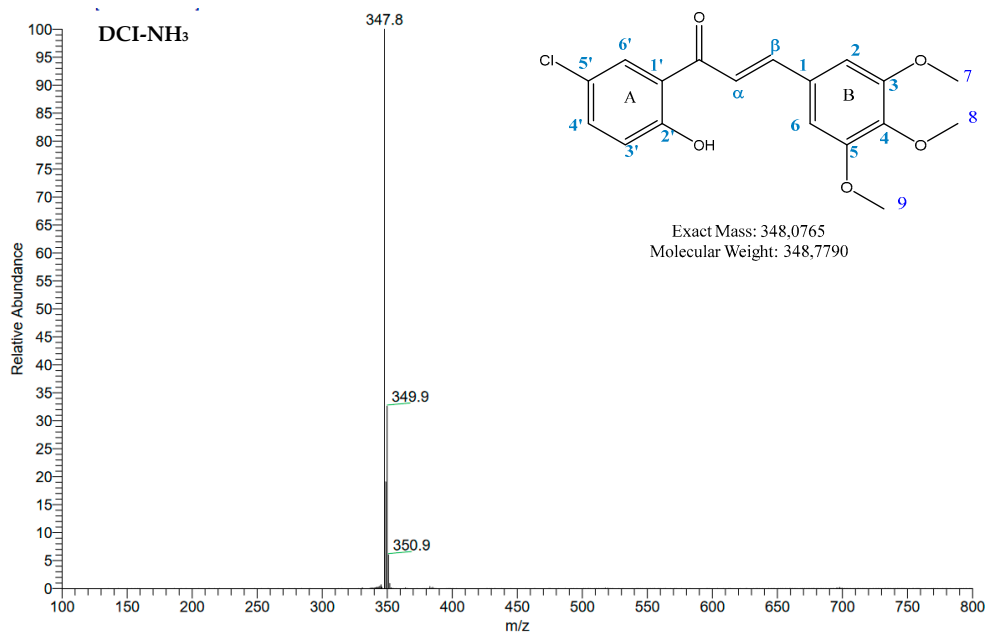 DCI-NH₃
347.8
349.9
350.9
Relative Abundance
100
95
90
85
80
75
70
65
60
55
50
45
40
35
30
25
20
15
10
5
0
100 150 200 250 300 350 400 450 500 550 600 650 700 750 800
m/z
O
Cl
5'
6'
1'
A
4'
3'
2'
OH
α
β
1
2
B
3
O
7
8
6
5
4
O
O
9
Exact Mass: 348,0765
Molecular Weight: 348,7790